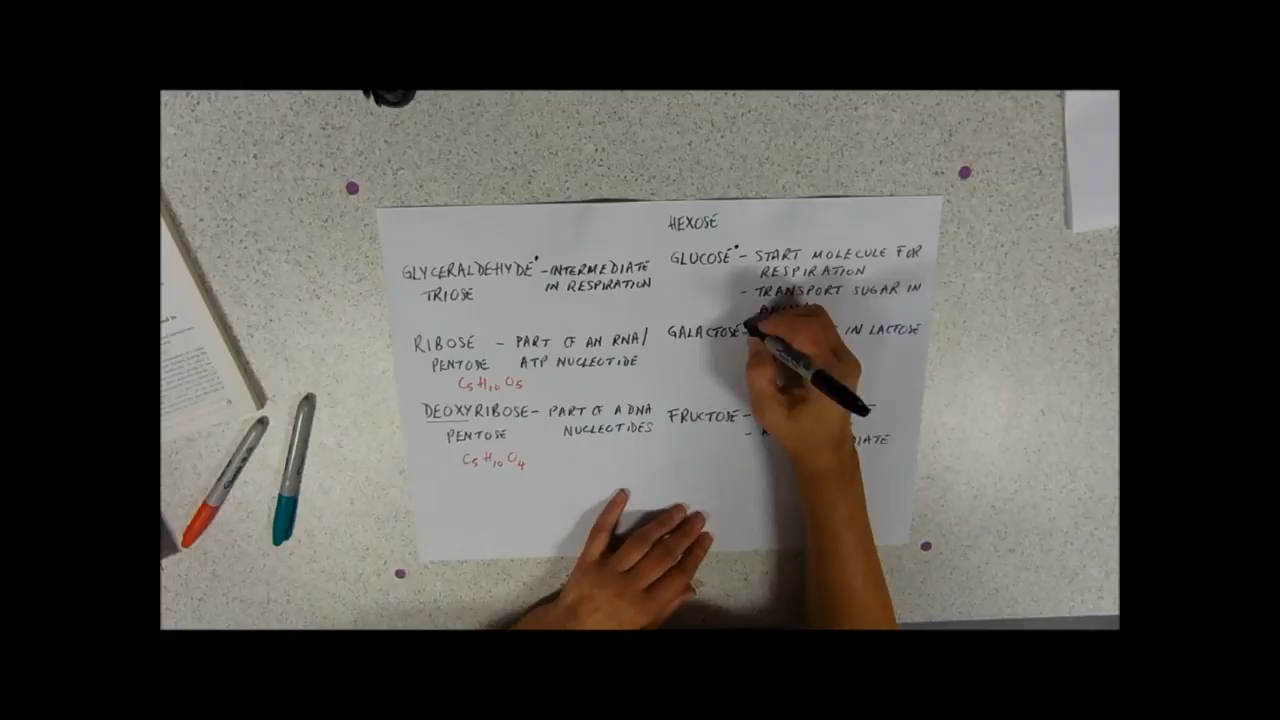 GLYCERALDEHYDE• - INTERMEDIATE
TRIOSE IN RESPIRATION
RIBOSE - PART OF AN RNA/
PENTOSE ATP NUCLEOTIDE
C5H10O5
DEOXYRIBOSE - PART OF A DNA
PENTOSE NUCLEOTIDES
C5H10O4
HEXOSE
GLUCOSE• - START MOLECULE FOR
RESPIRATION
- TRANSPORT SUGAR IN
GALACTOSE - IN LACTOSE
FRUCTOSE -
-